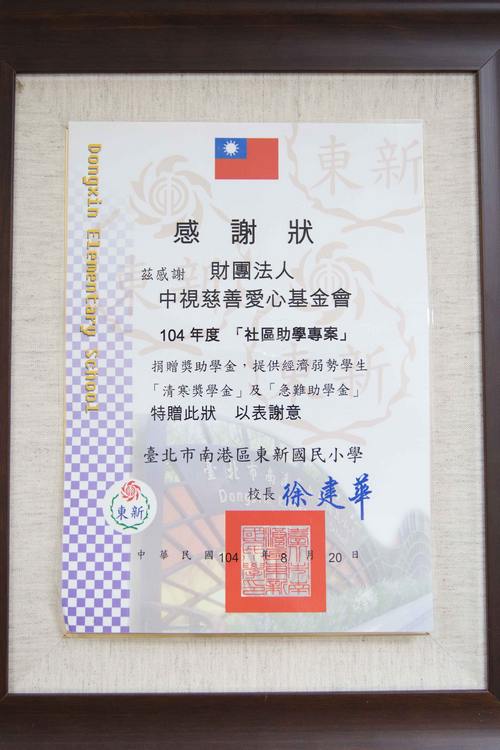 Dongxin Elementary School
東新
感謝狀
茲感謝 財團法人
中視慈善愛心基金會
104年度 「社區助學專案」
捐贈獎助學金，提供經濟弱勢學生
「清寒獎學金」及「急難助學金」
特贈此狀 以表謝意
臺北市南港區東新國民小學
校長 徐建華
東新
中華民國104年8月20日